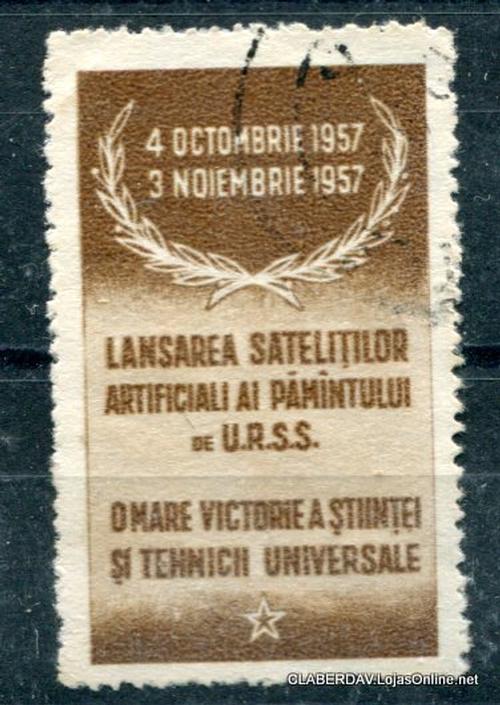 4 OCTOMBRIE 1957
3 NOIEMBRIE 1957
LANSAREA SATELIȚILOR
ARTIFICIALI AI PĂMÎNTULUI
DE U.R.S.S.
O MARE VICTORIE A ȘTIINȚEI
ȘI TEHNICII UNIVERSALE
CLABERDAV.LojasOnline.net